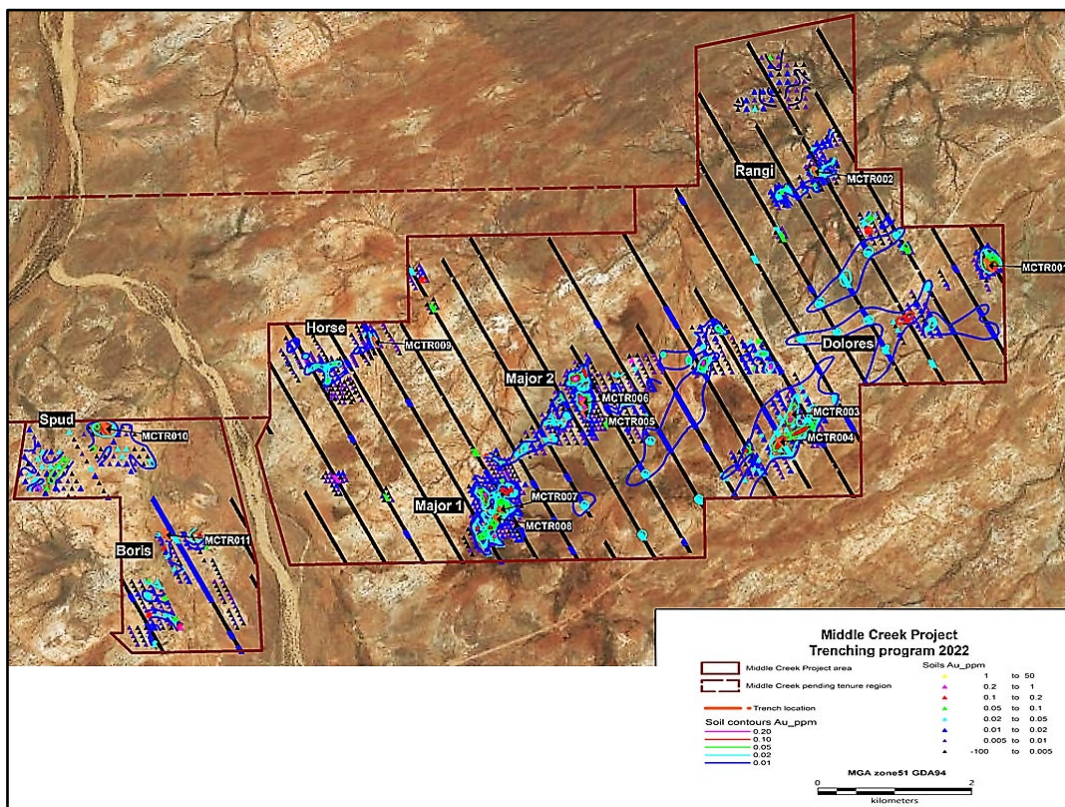 Rangi
MCTR002
MCTR001
Horse
MCTR009
Dolores
Major 2
MCTR006
MCTR005
MCTR003
MCTR004
Spud
MCTR010
Major 1
MCTR007
MCTR008
Boris
MCTR011
Middle Creek Project
Trenching program 2022
Middle Creek Project area
Middle Creek pending tenure region
Trench location
Soil contours Au_ppm
0.20
0.10
0.05
0.02
0.01
Soils Au_ppm
1 to 50
0.2 to 1
0.1 to 0.2
0.05 to 0.1
0.02 to 0.05
0.01 to 0.02
0.005 to 0.01
-100 to 0.005
MGA zone51 GDA94
0 2
kilometers